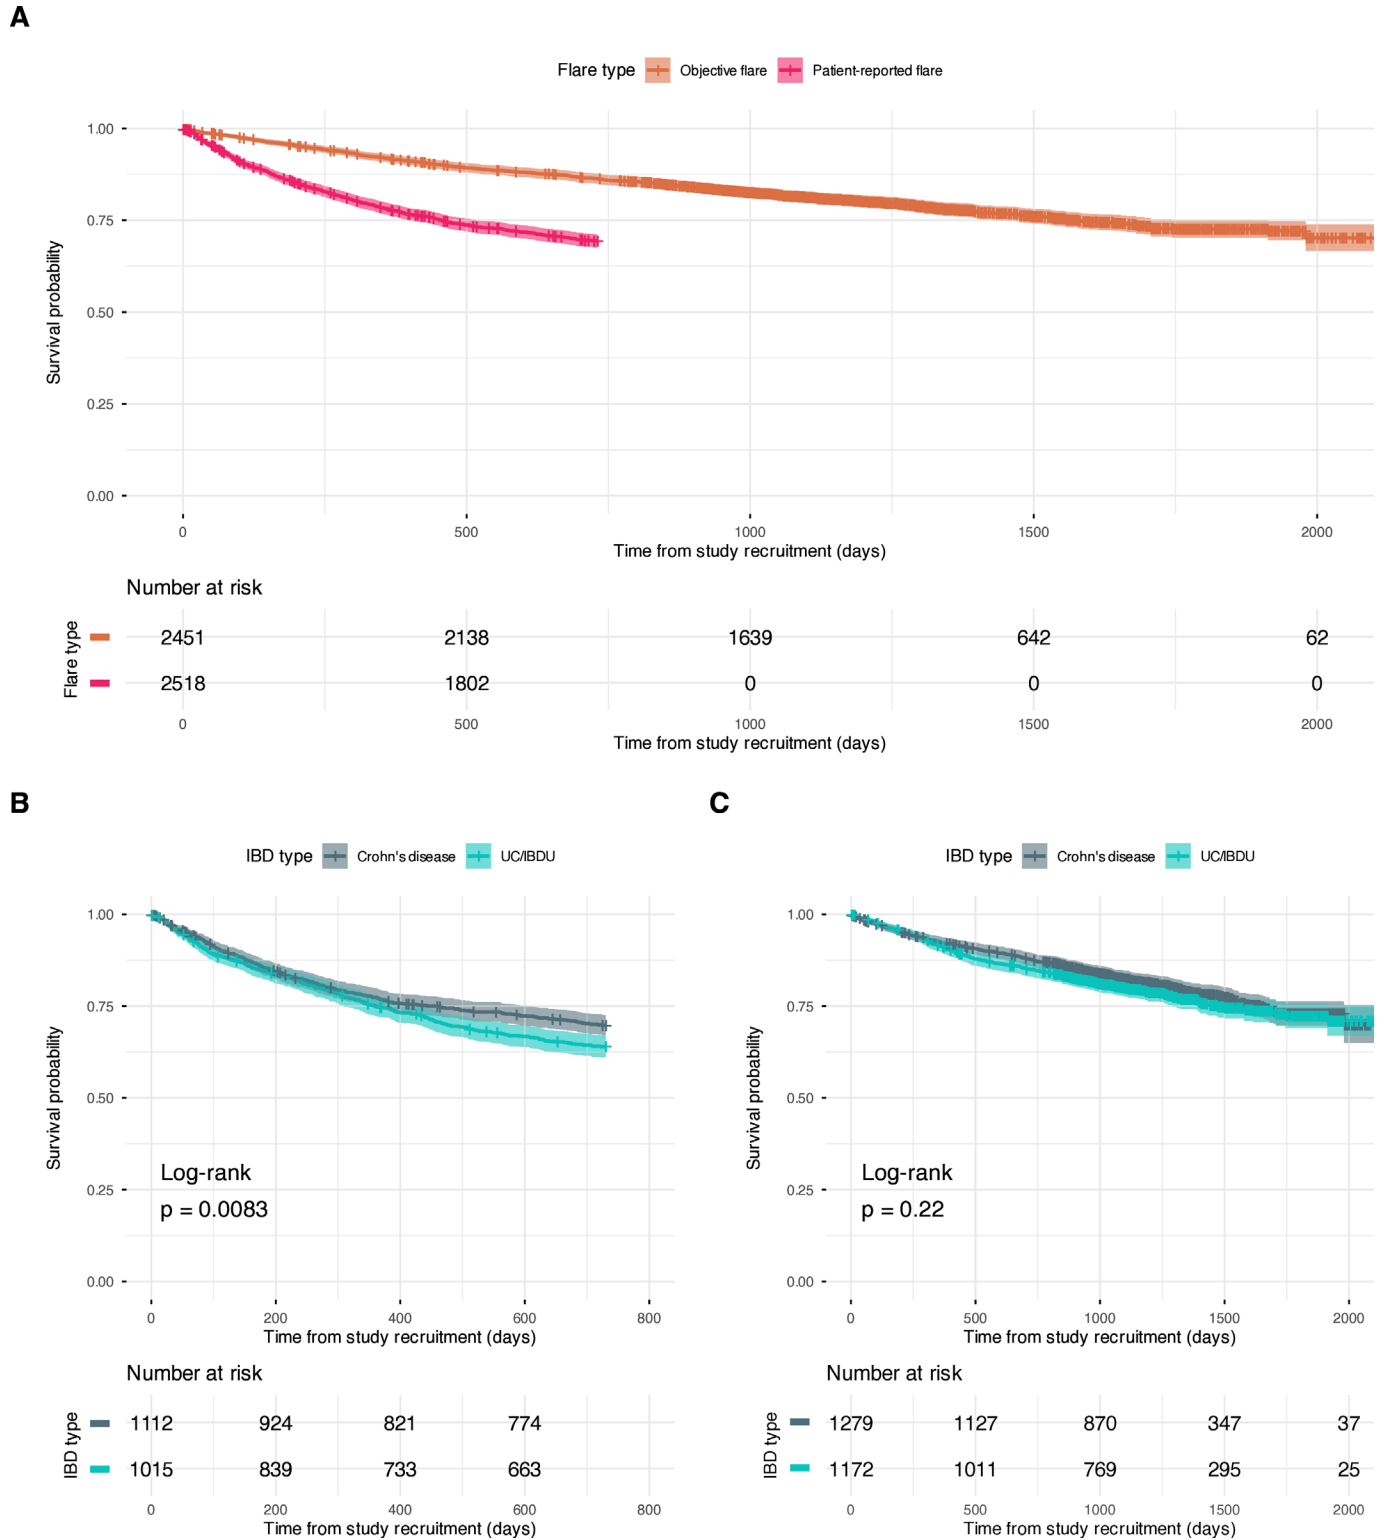 A
Flare type Objective flare Patient-reported flare
1.00
0.75
0.50
0.25
0.00
Survival probability
0 500 1000 1500 2000
Time from study recruitment (days)
Number at risk
Flare type
2451 2138 1639 642 62
2518 1802 0 0 0
0 500 1000 1500 2000
Time from study recruitment (days)
B
IBD type Crohn's disease UC/IBDU
1.00
0.75
0.50
0.25
0.00
Survival probability
Log-rank
p = 0.0083
0 200 400 600 800
Time from study recruitment (days)
Number at risk
IBD type
1112 924 821 774
1015 839 733 663
0 200 400 600 800
Time from study recruitment (days)
C
IBD type Crohn's disease UC/IBDU
1.00
0.75
0.50
0.25
0.00
Survival probability
Log-rank
p = 0.22
0 500 1000 1500 2000
Time from study recruitment (days)
Number at risk
IBD type
1279 1127 870 347 37
1172 1011 769 295 25
0 500 1000 1500 2000
Time from study recruitment (days)